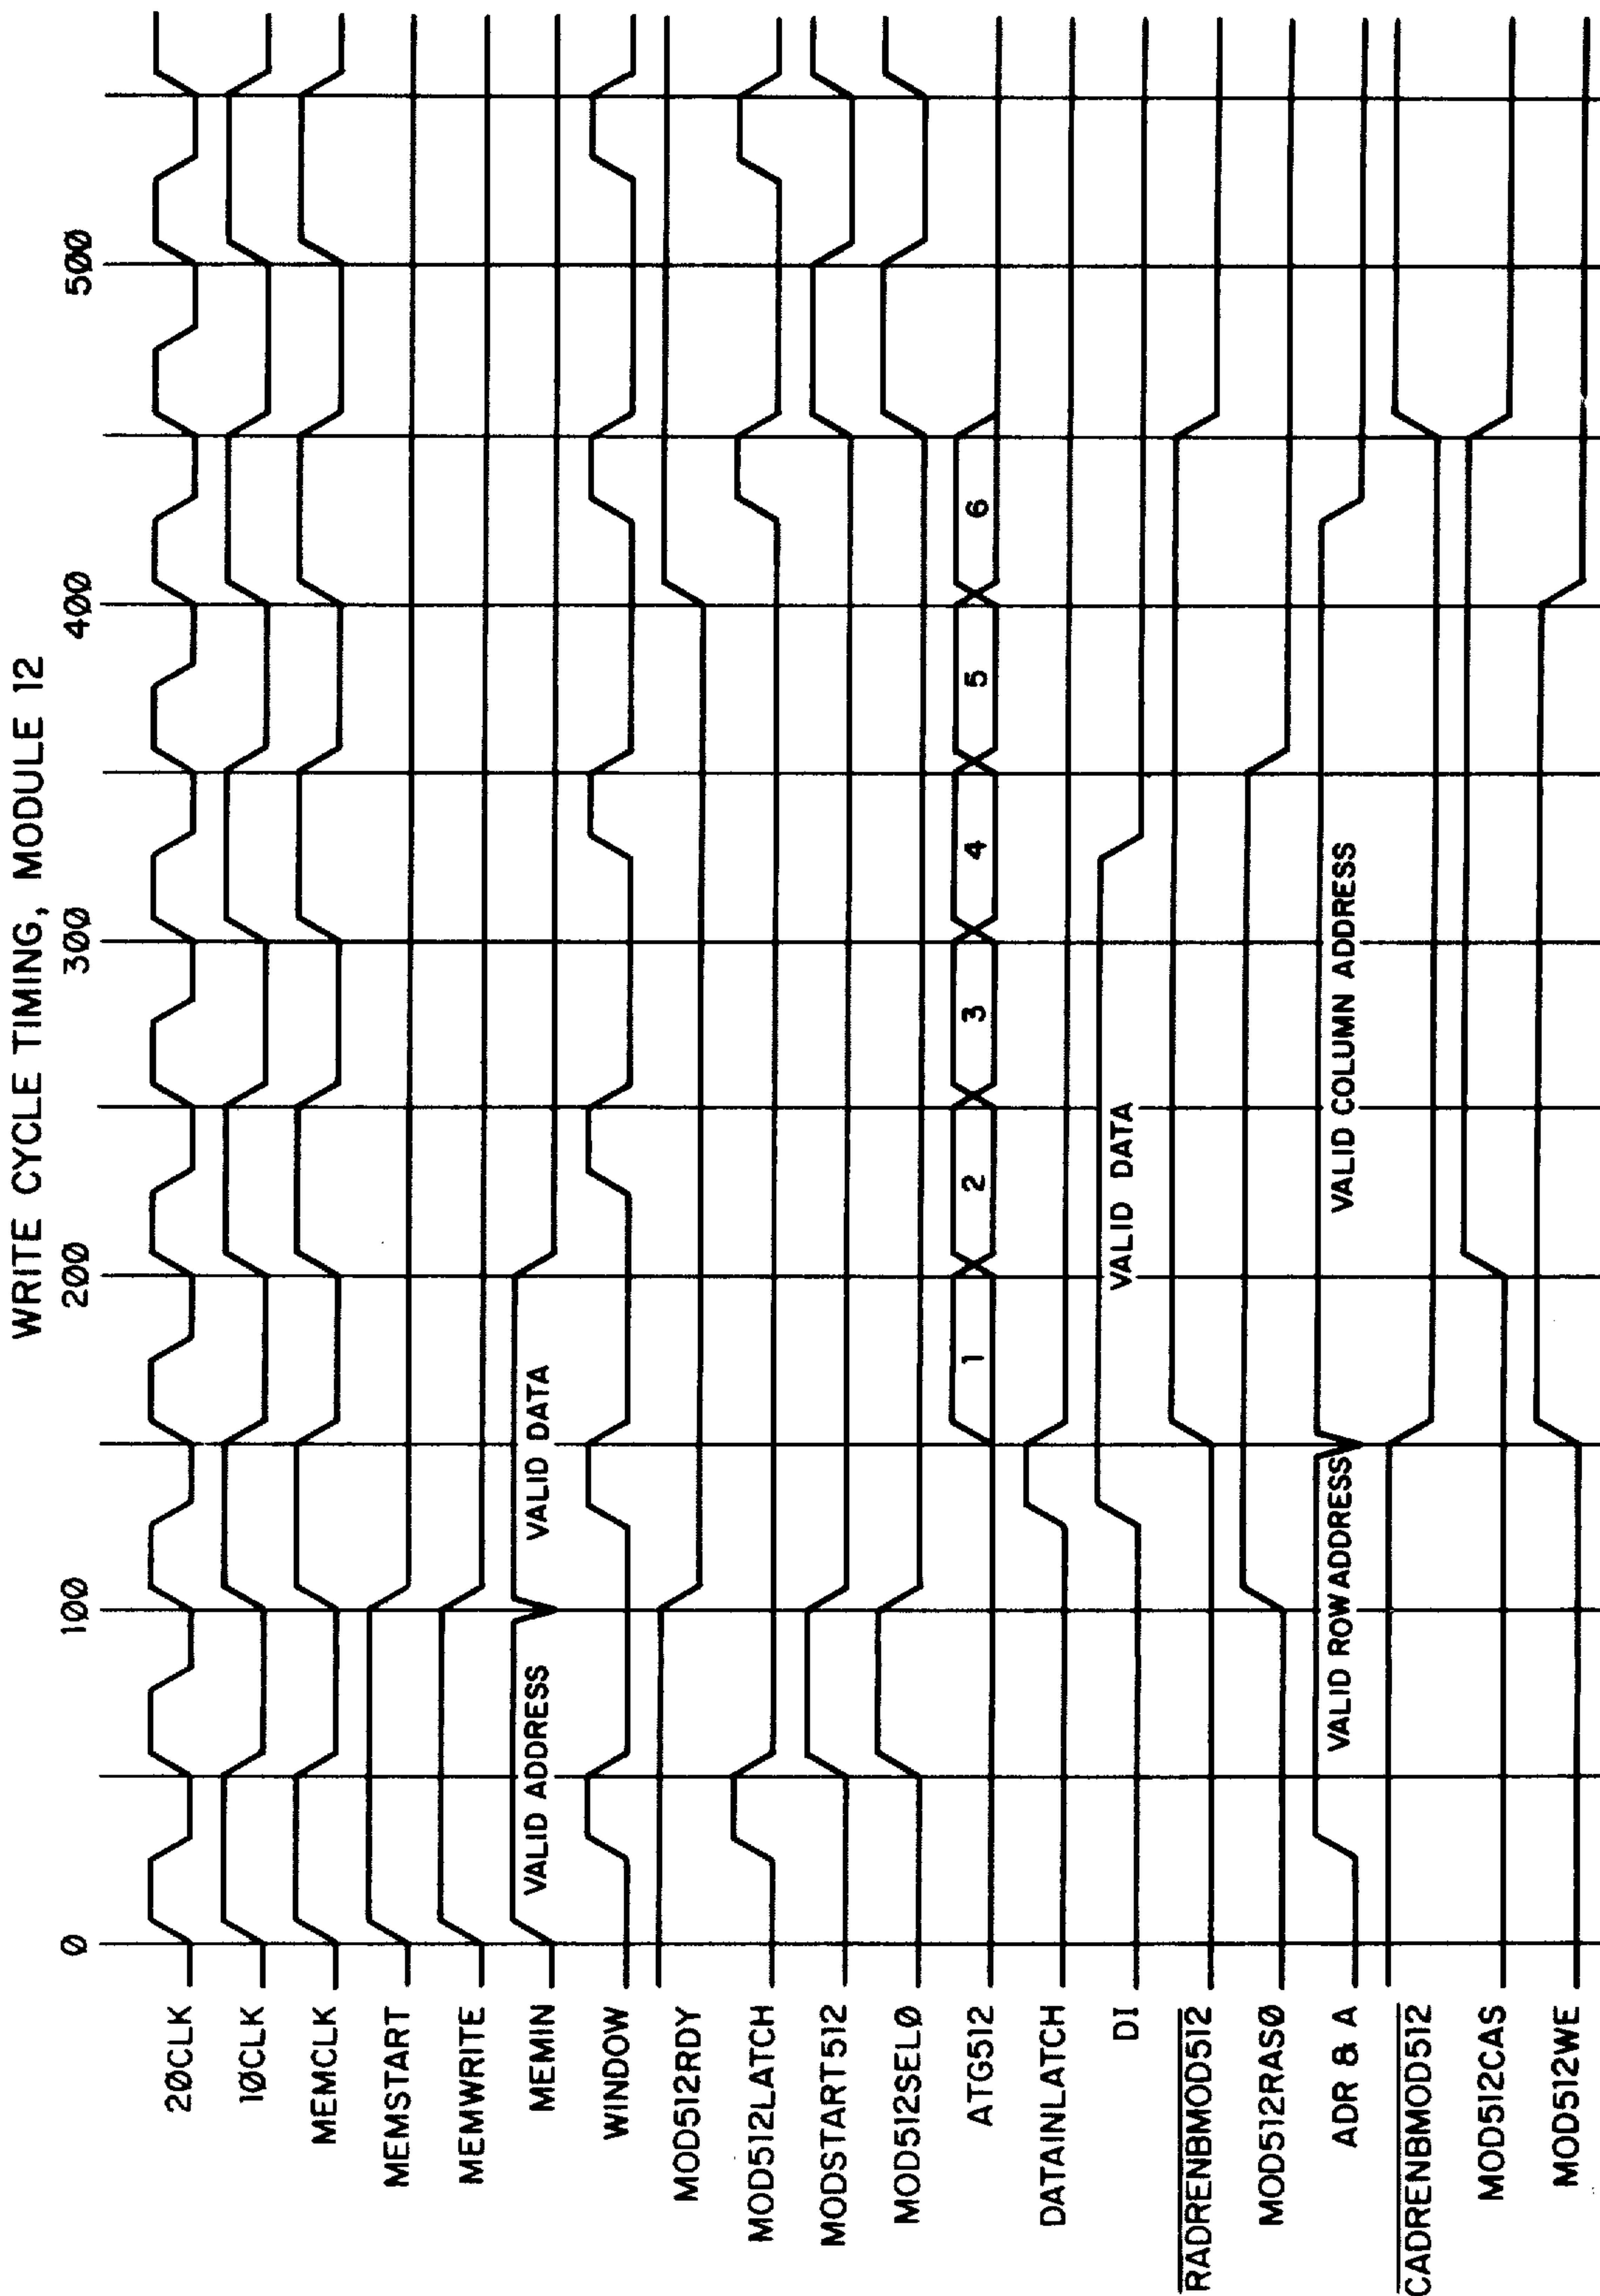 WRITE CYCLE TIMING, MODULE 12
0 100 200 300 400 500
20CLK
10CLK
MEMCLK
MEMSTART
MEMWRITE
MEMIN VALID ADDRESS VALID DATA
WINDOW
MOD512RDY
MOD512LATCH
MODSTART512
MOD512SEL0
ATG512 1 2 3 4 5 6
DATAINLATCH
DI VALID DATA
RADRENBMOD512
MOD512RAS0
ADR & A VALID ROW ADDRESS VALID COLUMN ADDRESS
CADRENBMOD512
MOD512CAS
MOD512WE